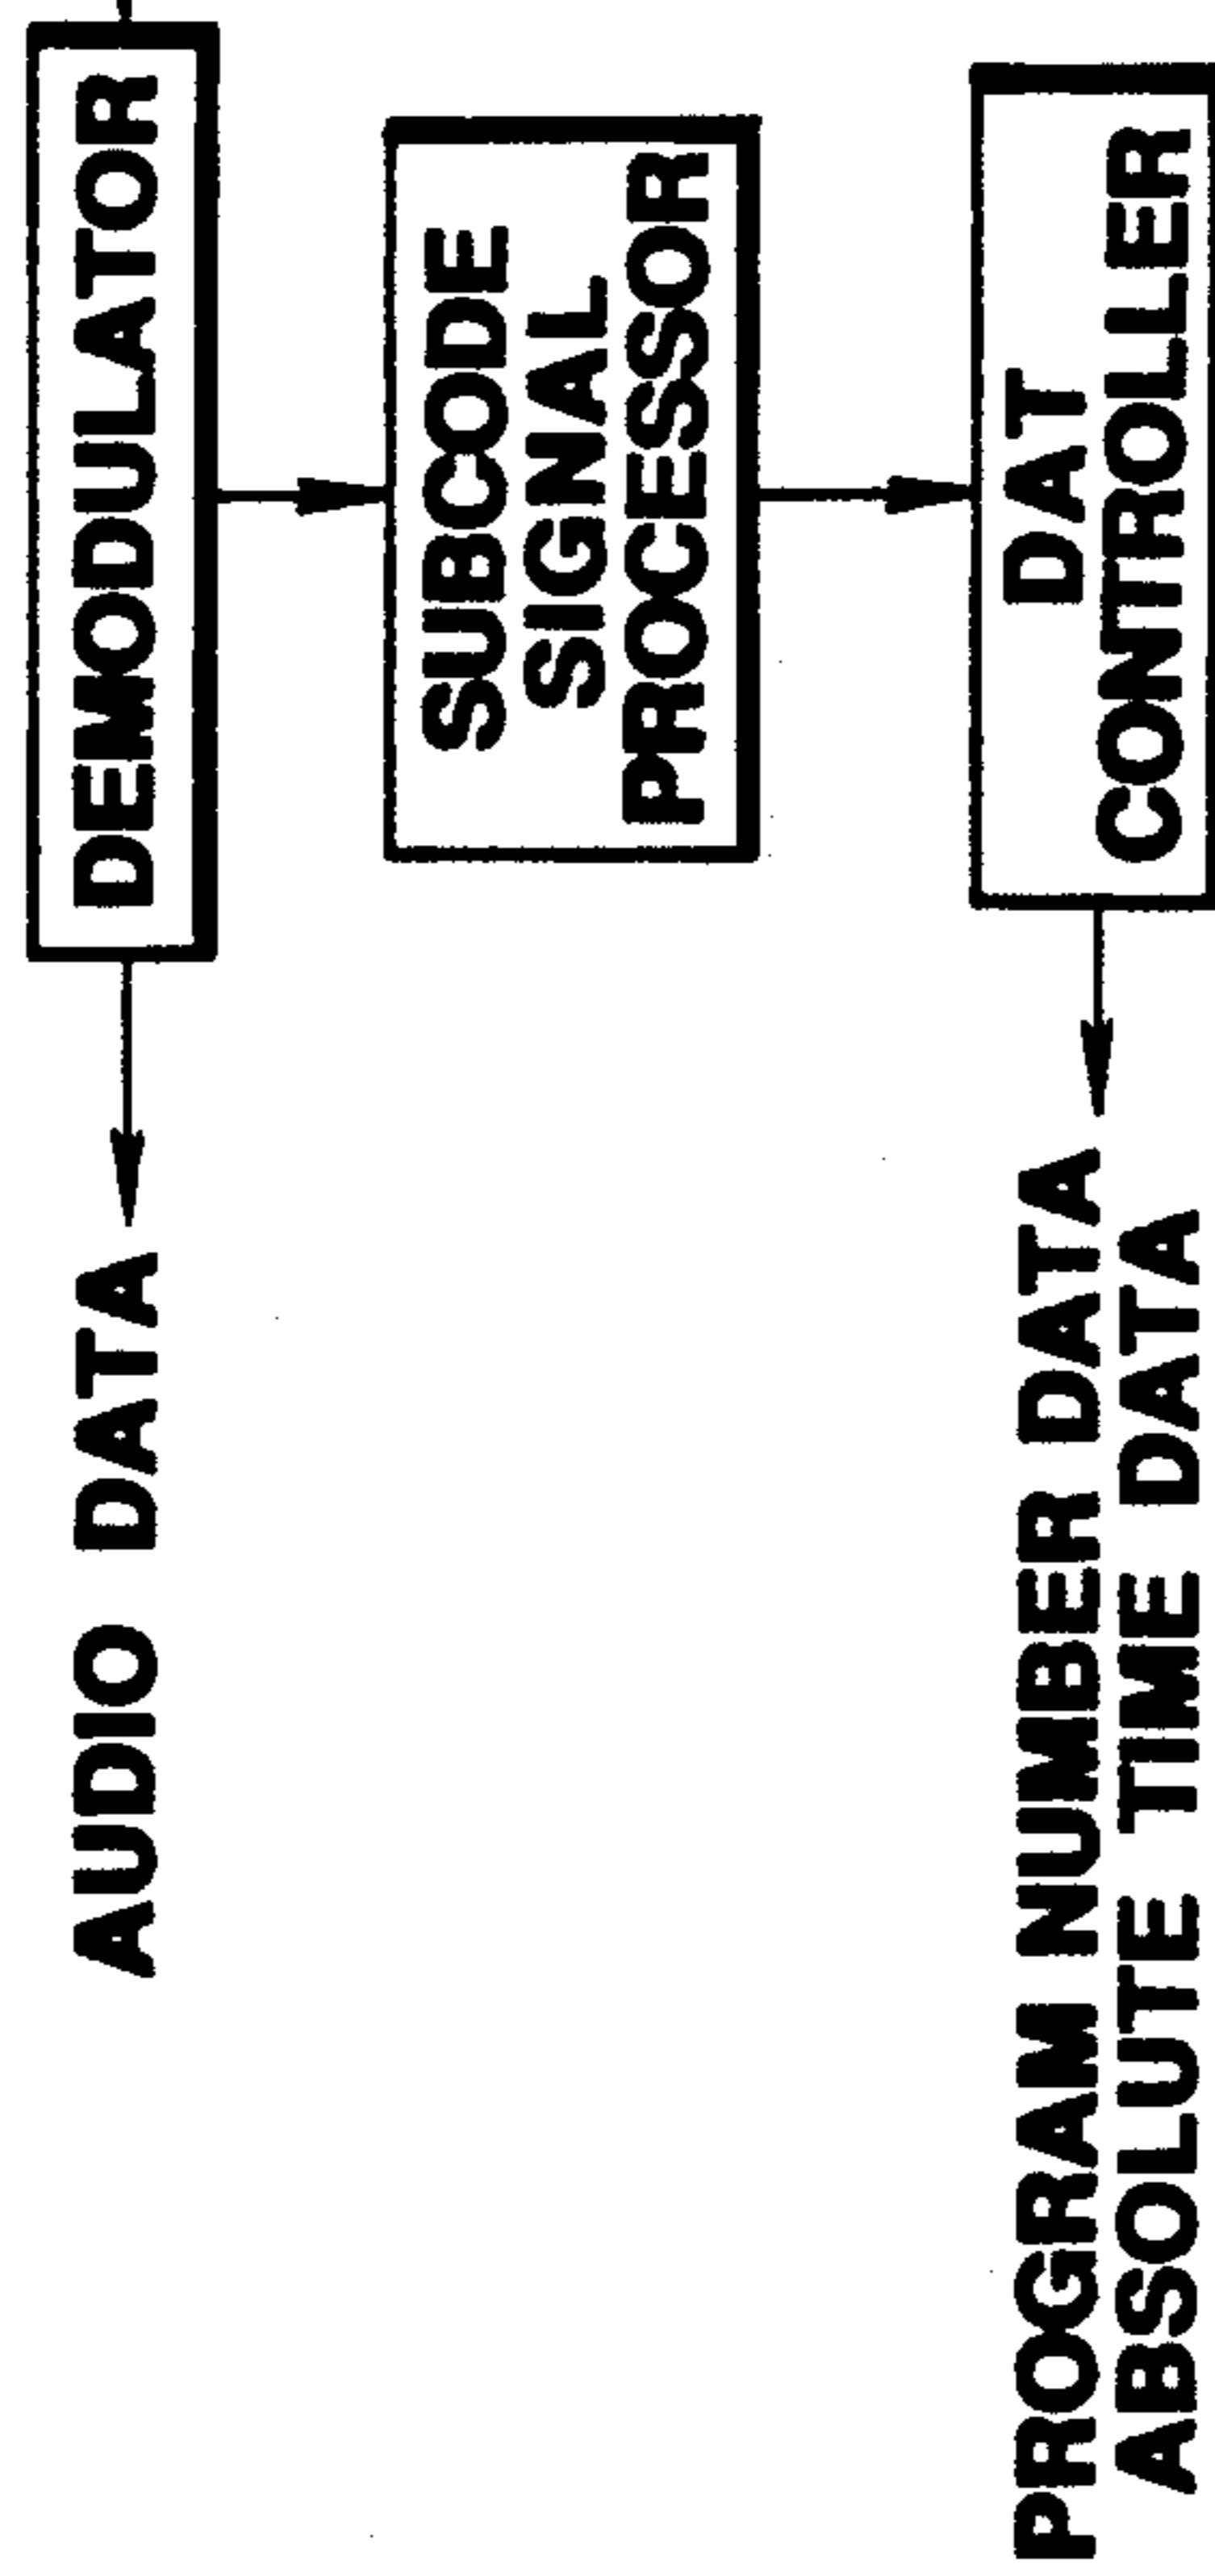 AUDIO DATA
DEMODULATOR
SUBCODE
SIGNAL
PROCESSOR
DAT
CONTROLLER
PROGRAM NUMBER DATA
ABSOLUTE TIME DATA